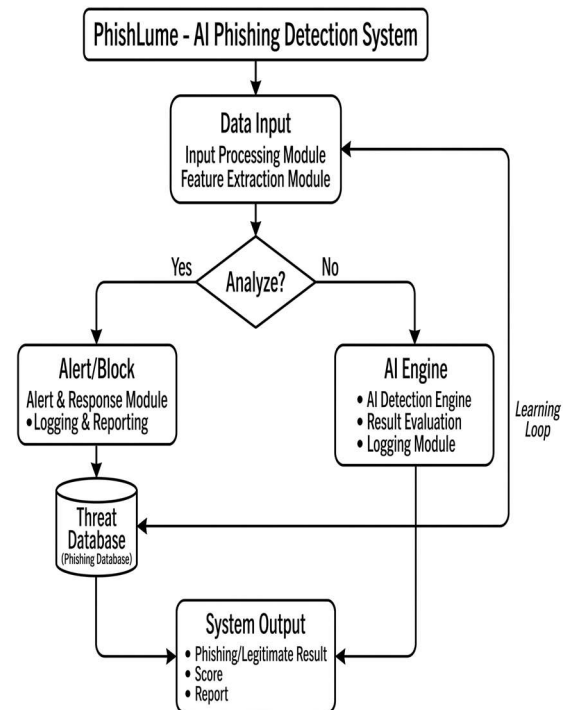 PhishLume - AI Phishing Detection System
Data Input
Input Processing Module
Feature Extraction Module
Yes
Analyze?
No
Alert/Block
Alert & Response Module
•Logging & Reporting
AI Engine
• AI Detection Engine
• Result Evaluation
• Logging Module
Learning
Loop
Threat
Database
(Phishing Database)
System Output
• Phishing/Legitimate Result
• Score
• Report